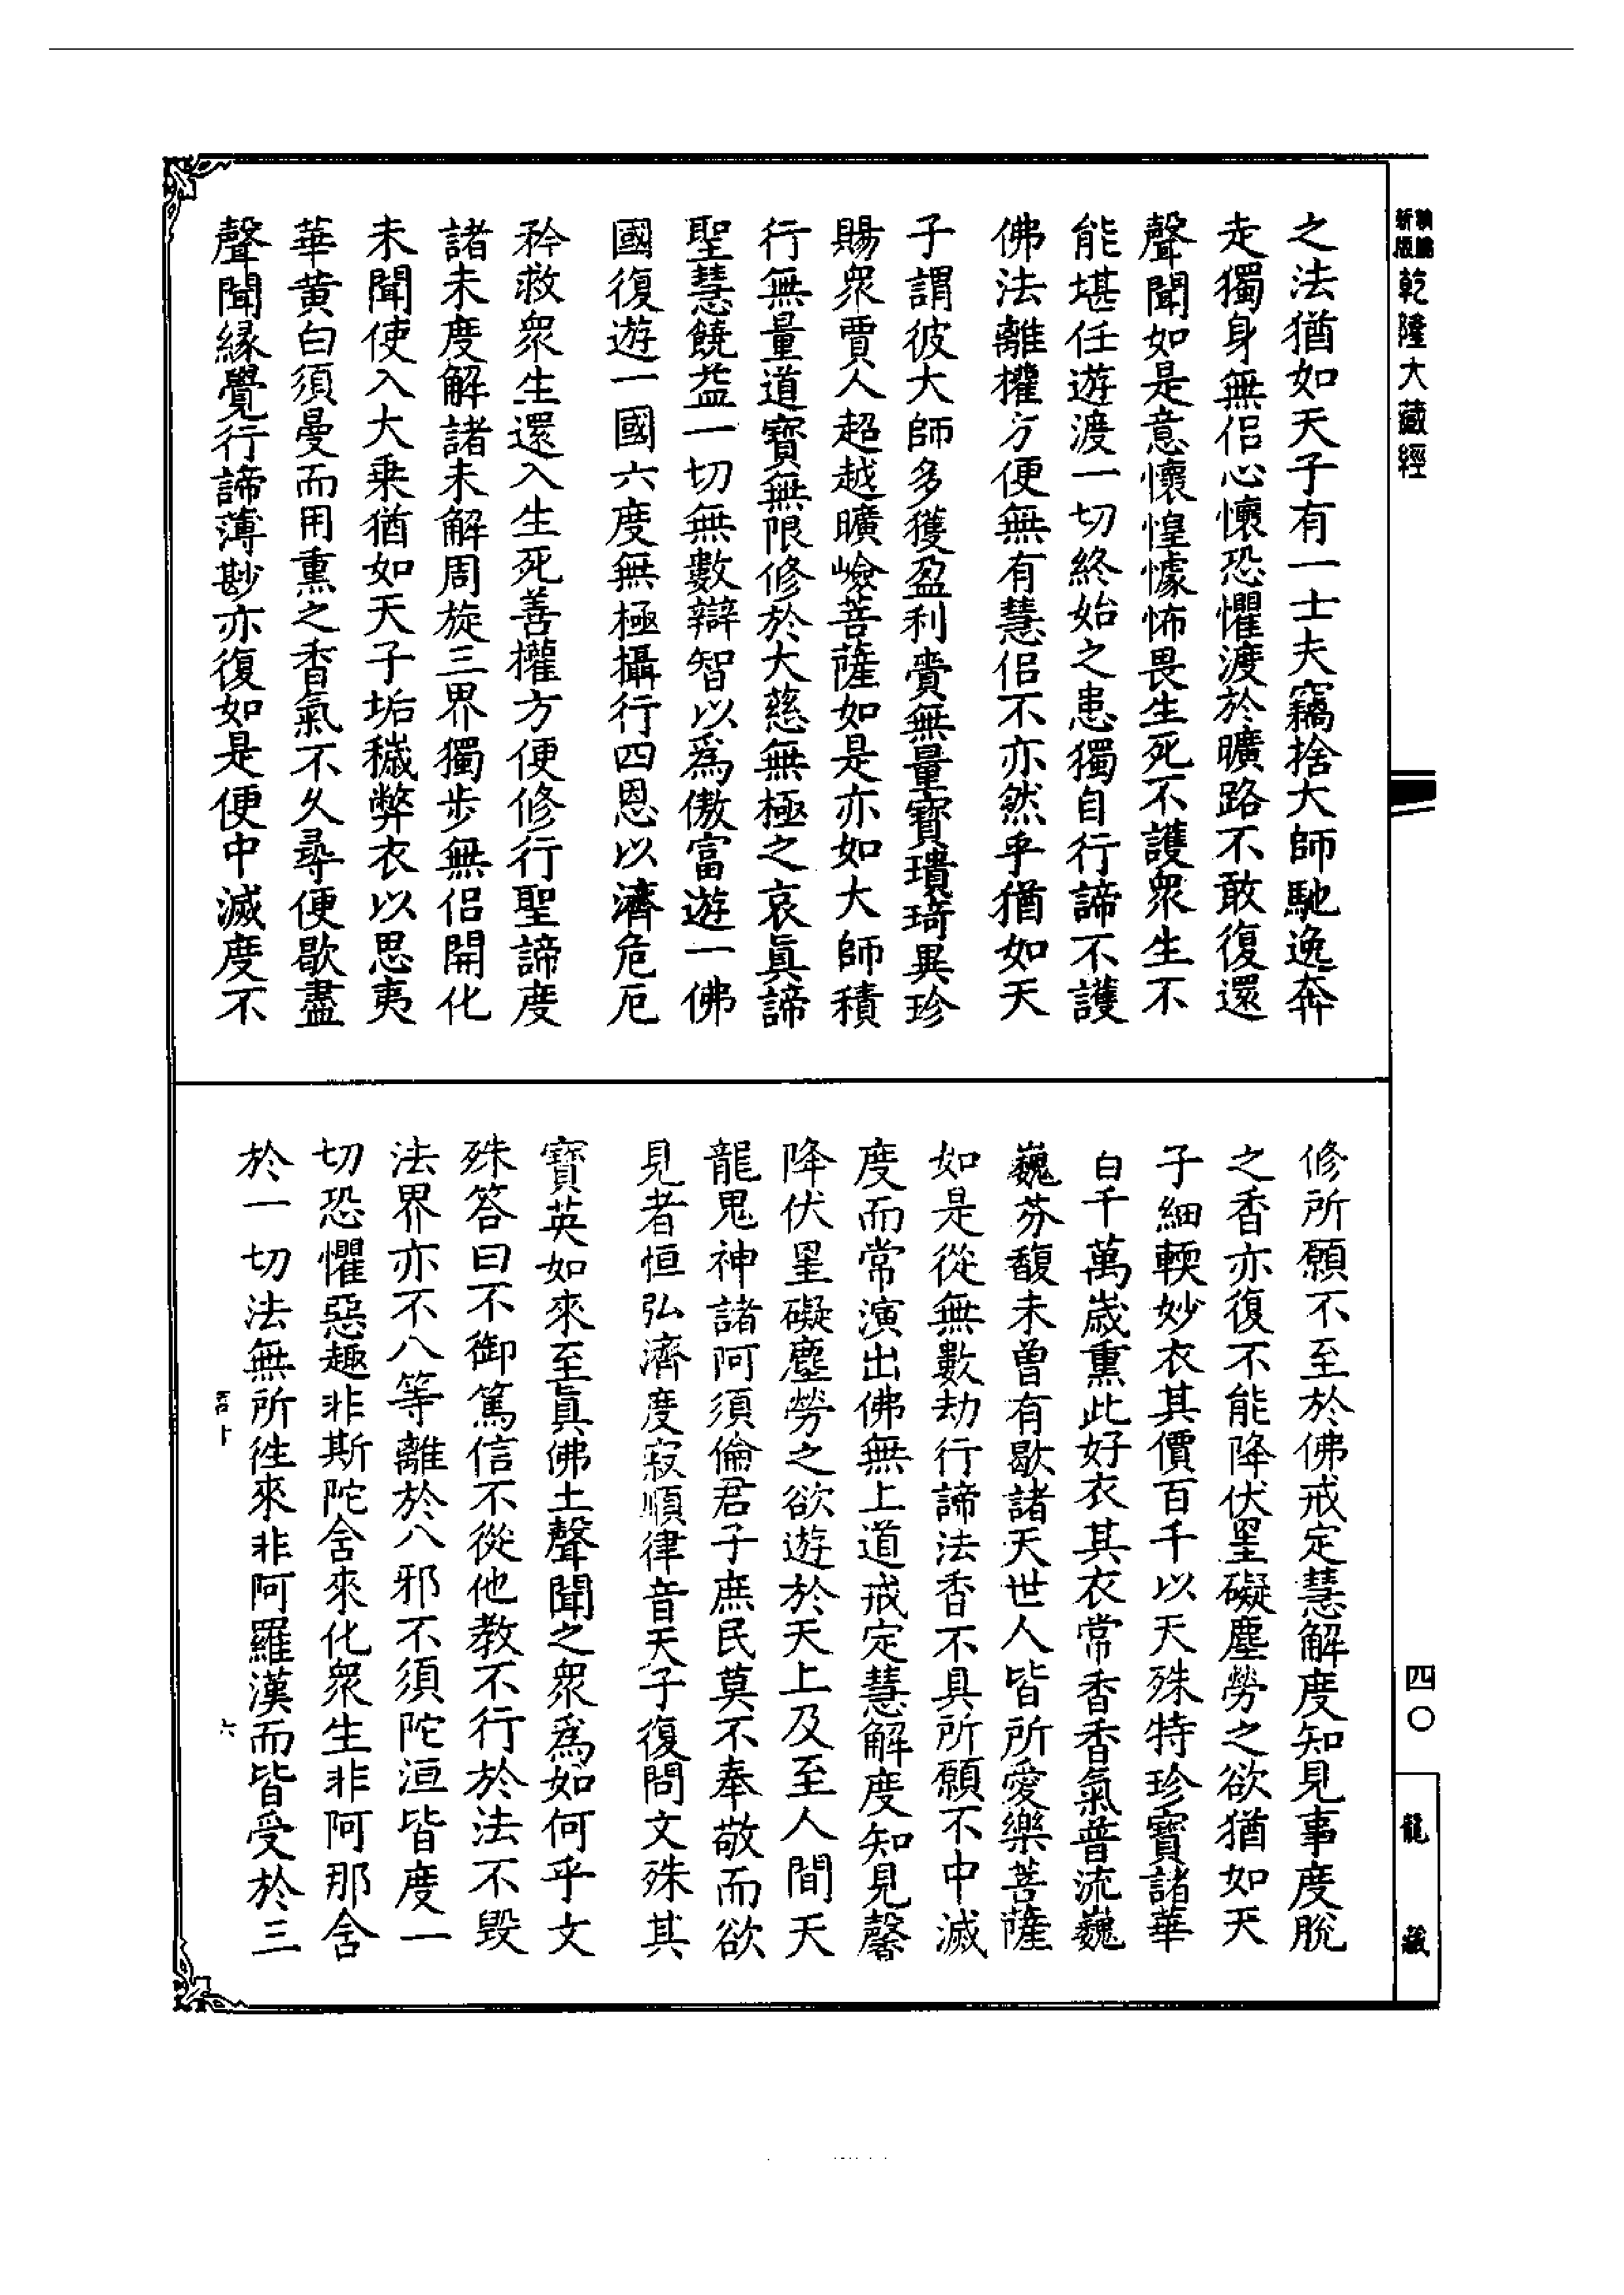 乾隆大藏經
之法猶如天子有一士夫竊捨大師馳逸奔
走獨身無侶心懷恐懼渡於曠路不敢復還
聲聞如是意懷惶懅怖畏生死不護衆生不
能堪任遊渡一切終始之患獨自行諦不護
佛法離權方便無有慧侶不亦然乎猶如天
子謂彼大師多獲盈利賷無量寶瓌琦異珍
賜衆賈人超越曠嶮菩薩如是亦如大師積
行無量道寶無限修於大慈無極之哀眞諦
聖慧饒益一切無數辯智以爲傲富遊一佛
國復遊一國六度無極攝行四恩以濟危厄
矜救衆生還入生死善權方便修行聖諦度
諸未度解諸未解周旋三界獨步無侶開化
未聞使入大乗猶如天子垢穢弊衣以思夷
華黄白須曼而用熏之香氣不久尋便歇盡
聲聞緣覺行諦薄尠亦復如是便中滅度不
修所願不至於佛戒定慧解度知見事度脫
之香亦復不能降伏罣礙塵勞之欲猶如天
子細輭妙衣其價百千以天殊特珍寶諸華
白千萬歲熏此好衣其衣常香香氣普流巍
巍芬馥未曾有歇諸天世人皆所愛樂菩薩
如是從無數劫行諦法香不具所願不中滅
度而常演出佛無上道戒定慧解度知見馨
降伏罣礙塵勞之欲遊於天上及至人間天
龍鬼神諸阿須倫君子庶民莫不奉敬而欲
見者恒弘濟度寂順律音天子復問文殊其
寶英如來至眞佛土聲聞之衆爲如何乎文
殊答曰不御篤信不從他教不行於法不毀
法界亦不八等離於八邪不須陀洹皆度一
切恐懼惡趣非斯陀舍來化衆生非阿那舍
於一切法無所徃來非阿羅漢而皆受於三
六
四〇
龍藏